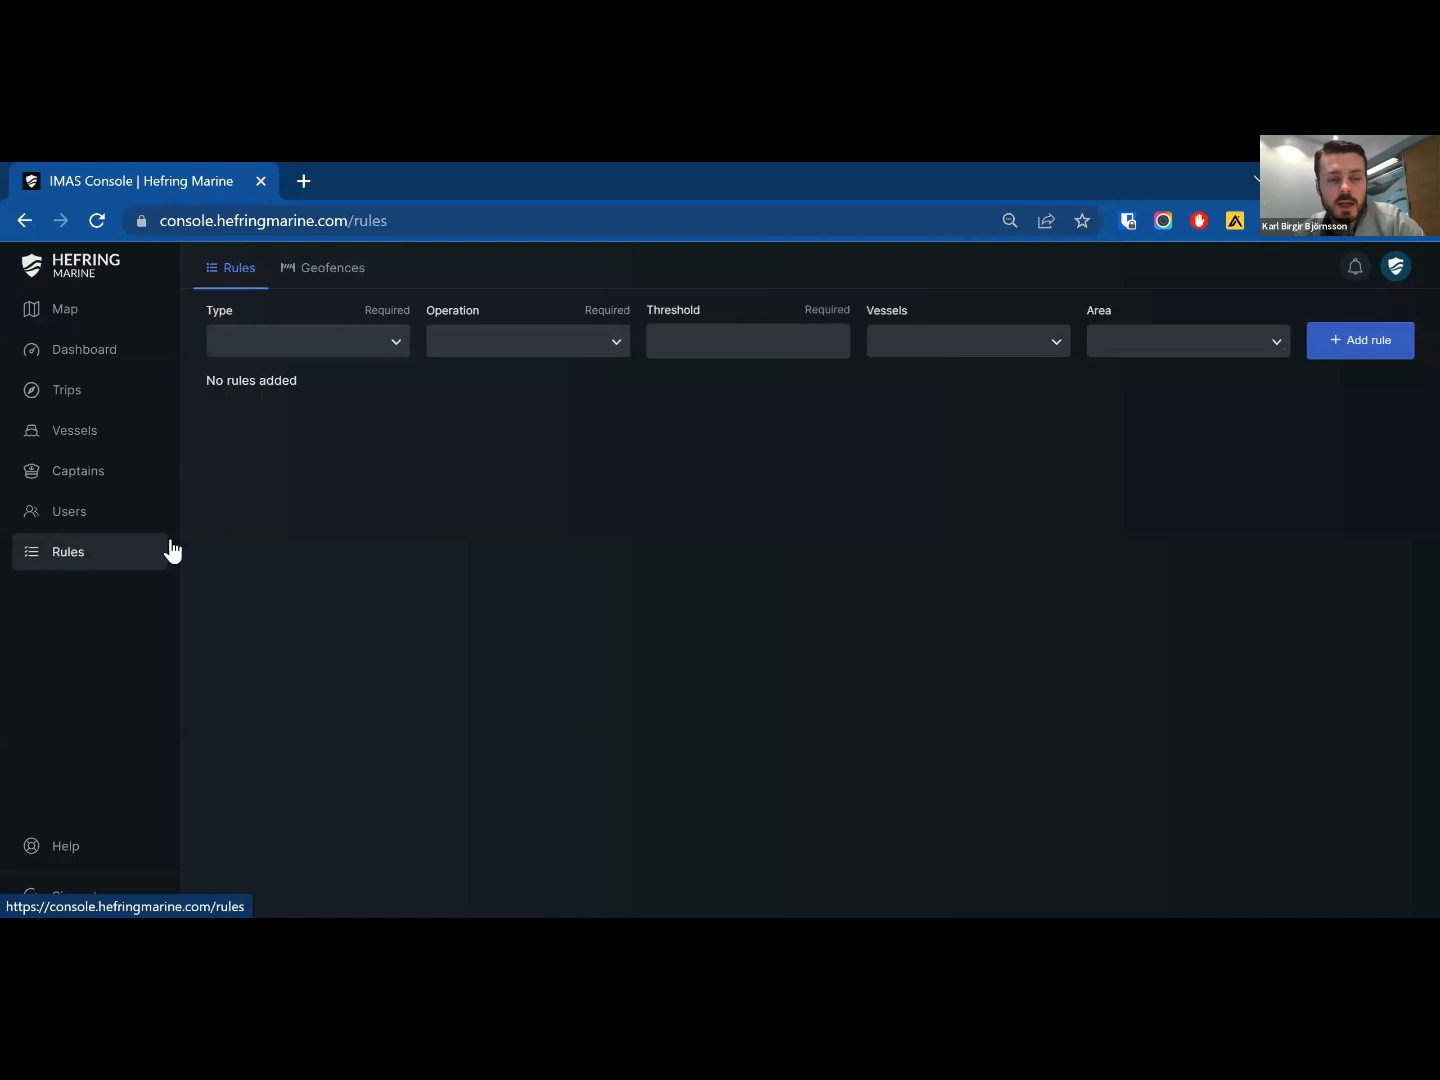 IMAS Console | Hefring Marine
console.hefringmarine.com/rules
Karl Birgir Björnsson
HEFRING
MARINE
Rules
Geofences
Map
Dashboard
Trips
Vessels
Captains
Users
Rules
Type Required
Operation Required
Threshold Required
Vessels
Area
+ Add rule
No rules added
Help
https://console.hefringmarine.com/rules